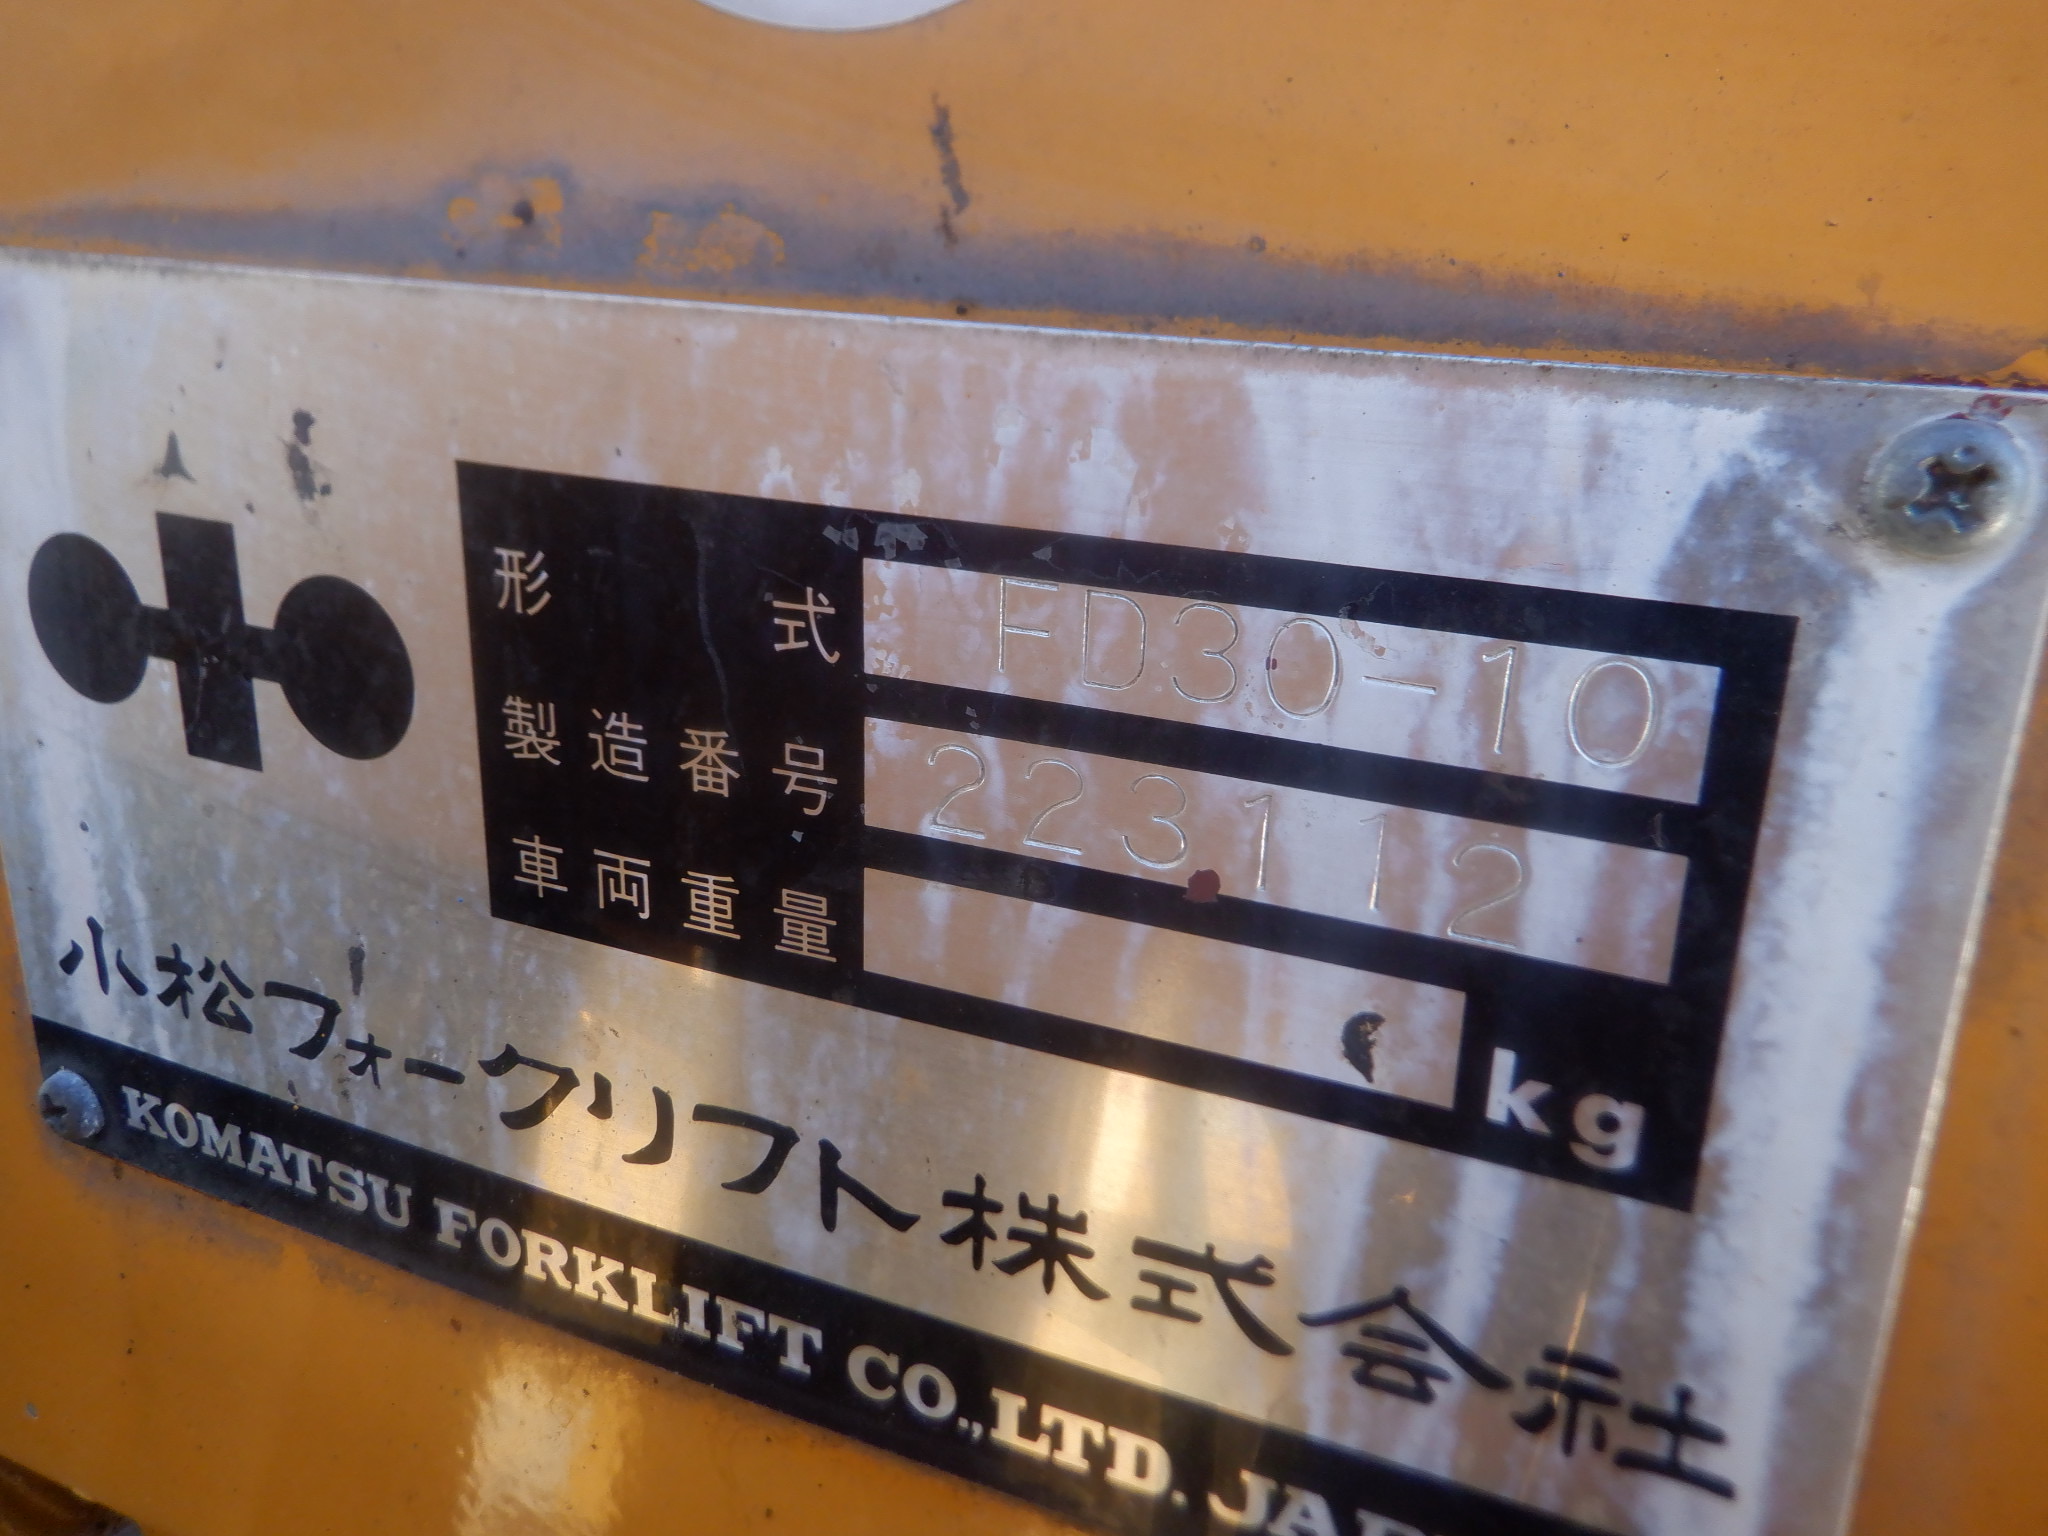 形式 FD30-10
製造番号 223112
車両重量 kg
小松フォークリフト株式会社
KOMATSU FORKLIFT CO.,LTD.